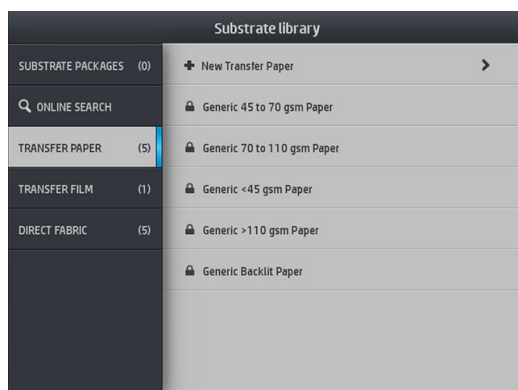 Substrate library
SUBSTRATE PACKAGES (0)
ONLINE SEARCH
TRANSFER PAPER (5)
TRANSFER FILM (1)
DIRECT FABRIC (5)
New Transfer Paper
Generic 45 to 70 gsm Paper
Generic 70 to 110 gsm Paper
Generic <45 gsm Paper
Generic >110 gsm Paper
Generic Backlit Paper